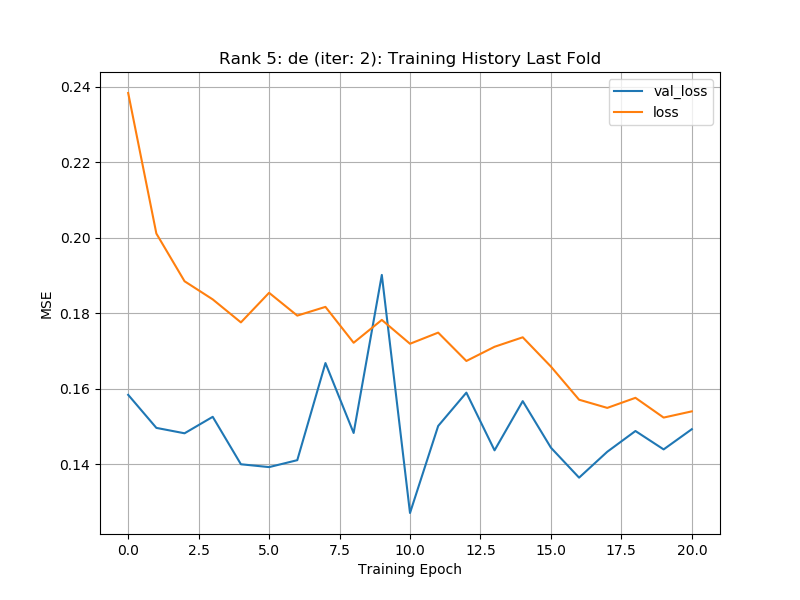 Rank 5: de (iter: 2): Training History Last Fold
val_loss
loss
MSE
0.24
0.22
0.20
0.18
0.16
0.14
0.0 2.5 5.0 7.5 10.0 12.5 15.0 17.5 20.0
Training Epoch